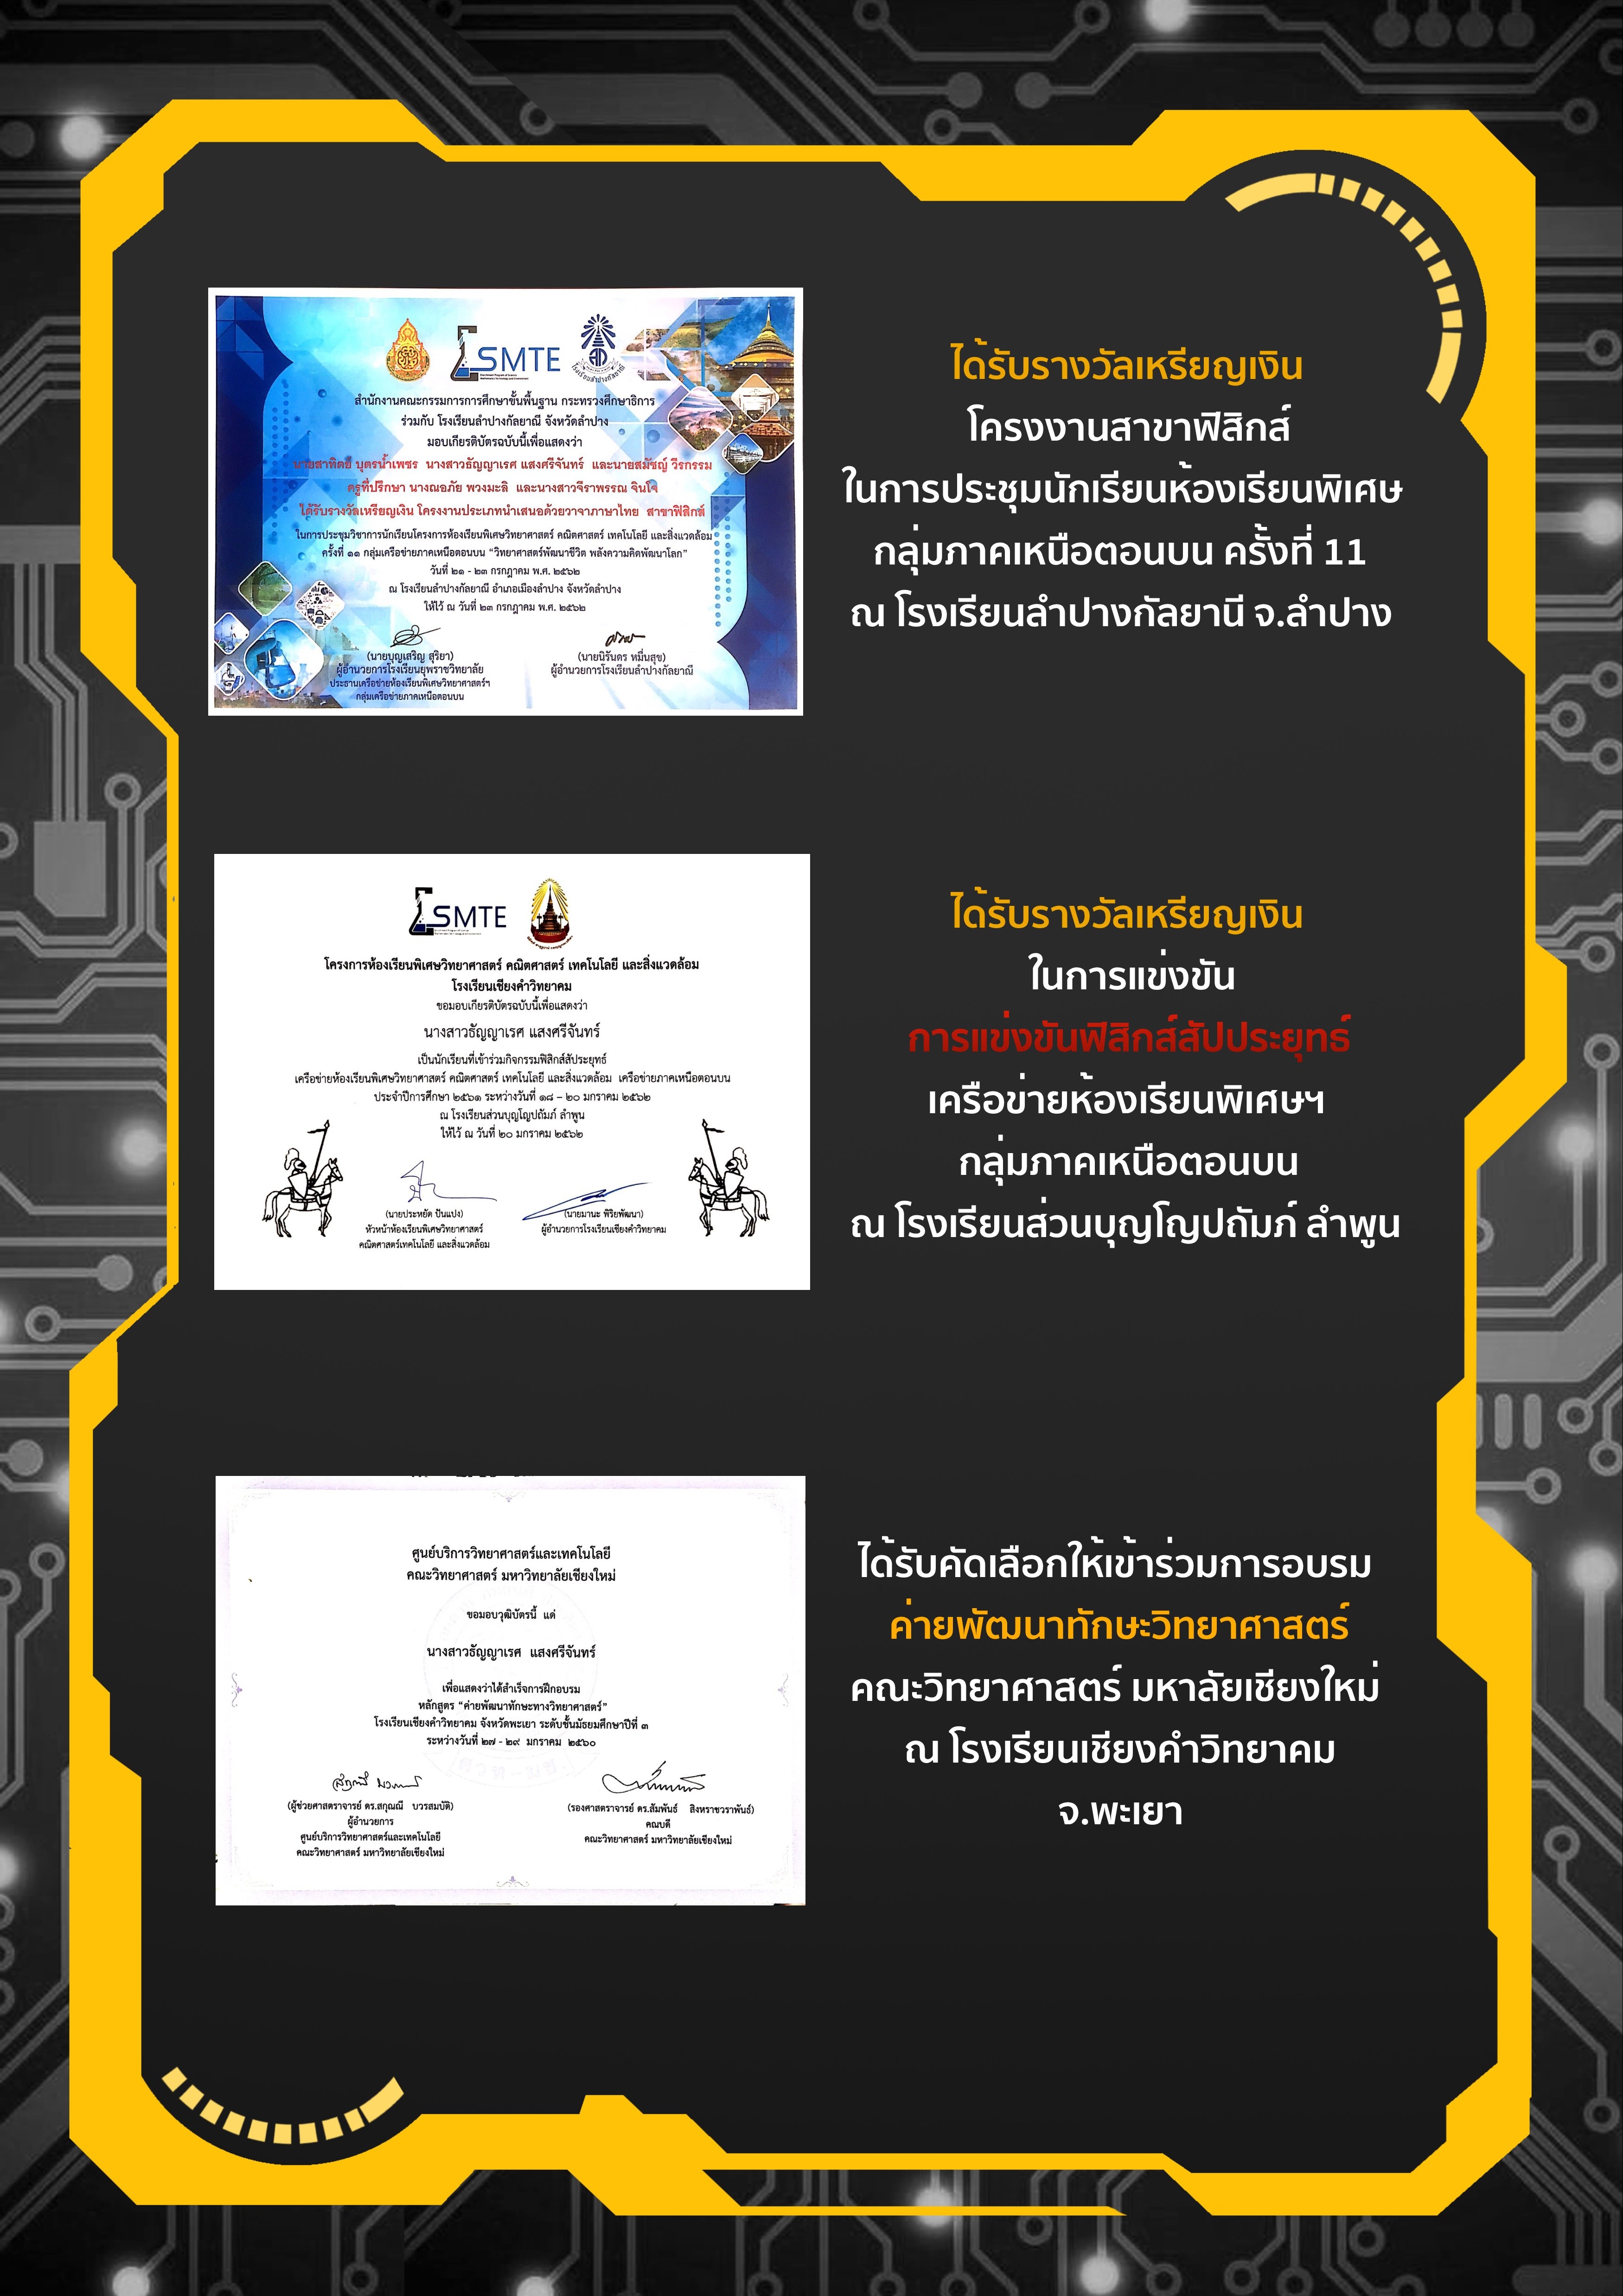 SMTE
สำนักงานคณะกรรมการการศึกษาขั้นพื้นฐาน กระทรวงศึกษาธิการ
ร่วมกับ โรงเรียนลำปางกัลยาณี จังหวัดลำปาง
มอบเกียรติบัตรฉบับนี้เพื่อแสดงว่า
นายสาทิตย์ บุตรน้ำเพชร นางสาวธัญญาเรศ แสงศรีจันทร์ และนายสมัชญ์ วีรกรรม
ครูที่ปรึกษา นางณอภัย พวงมะลิ และนางสาวจีราพรรณ จินโจ
ได้รับรางวัลเหรียญเงิน โครงงานประเภทนำเสนอด้วยวาจาภาษาไทย สาขาฟิสิกส์
ในการประชุมวิชาการนักเรียนโครงการห้องเรียนพิเศษวิทยาศาสตร์ คณิตศาสตร์ เทคโนโลยี และสิ่งแวดล้อม
ครั้งที่ ๑๑ กลุ่มเครือข่ายภาคเหนือตอนบน “วิทยาศาสตร์พัฒนาชีวิต พลังความคิดพัฒนาโลก”
วันที่ ๒๑ - ๒๓ กรกฎาคม พ.ศ. ๒๕๖๒
ณ โรงเรียนลำปางกัลยาณี อำเภอเมืองลำปาง จังหวัดลำปาง
ให้ไว้ ณ วันที่ ๒๓ กรกฎาคม พ.ศ. ๒๕๖๒
(นายบุญเสริญ สุริยา)
ผู้อำนวยการโรงเรียนยุพราชวิทยาลัย
ประธานเครือข่ายห้องเรียนพิเศษวิทยาศาสตร์ฯ
กลุ่มเครือข่ายภาคเหนือตอนบน
(นายนิรันดร หมื่นสุข)
ผู้อำนวยการโรงเรียนลำปางกัลยาณี
ได้รับรางวัลเหรียญเงิน
โครงงานสาขาฟิสิกส์
ในการประชุมนักเรียนห้องเรียนพิเศษ
กลุ่มภาคเหนือตอนบน ครั้งที่ 11
ณ โรงเรียนลำปางกัลยานี จ.ลำปาง
SMTE
โครงการห้องเรียนพิเศษวิทยาศาสตร์ คณิตศาสตร์ เทคโนโลยี และสิ่งแวดล้อม
โรงเรียนเชียงคำวิทยาคม
ขอมอบเกียรติบัตรฉบับนี้เพื่อแสดงว่า
นางสาวธัญญาเรศ แสงศรีจันทร์
เป็นนักเรียนที่เข้าร่วมกิจกรรมฟิสิกส์สัประยุทธ์
เครือข่ายห้องเรียนพิเศษวิทยาศาสตร์ คณิตศาสตร์ เทคโนโลยี และสิ่งแวดล้อม เครือข่ายภาคเหนือตอนบน
ประจำปีการศึกษา ๒๕๖๑ ระหว่างวันที่ ๑๘ – ๒๐ มกราคม ๒๕๖๒
ณ โรงเรียนส่วนบุญโญปถัมภ์ ลำพูน
ให้ไว้ ณ วันที่ ๒๐ มกราคม ๒๕๖๒
(นายประหยัด ปันแปง)
หัวหน้าห้องเรียนพิเศษวิทยาศาสตร์
คณิตศาสตร์เทคโนโลยี และสิ่งแวดล้อม
(นายมานะ พิริยพัฒนา)
ผู้อำนวยการโรงเรียนเชียงคำวิทยาคม
ได้รับรางวัลเหรียญเงิน
ในการแข่งขัน
การแข่งขันฟิสิกส์สัปประยุทธ์
เครือข่ายห้องเรียนพิเศษฯ
กลุ่มภาคเหนือตอนบน
ณ โรงเรียนส่วนบุญโญปถัมภ์ ลำพูน
ศูนย์บริการวิทยาศาสตร์และเทคโนโลยี
คณะวิทยาศาสตร์ มหาวิทยาลัยเชียงใหม่
ขอมอบวุฒิบัตรนี้ แด่
นางสาวธัญญาเรศ แสงศรีจันทร์
เพื่อแสดงว่าได้สำเร็จการฝึกอบรม
หลักสูตร “ค่ายพัฒนาทักษะทางวิทยาศาสตร์”
โรงเรียนเชียงคำวิทยาคม จังหวัดพะเยา ระดับชั้นมัธยมศึกษาปีที่ ๓
ระหว่างวันที่ ๒๗ - ๒๙ มกราคม ๒๕๖๐
(ผู้ช่วยศาสตราจารย์ ดร.สกุณณี บวรสมบัติ)
ผู้อำนวยการ
ศูนย์บริการวิทยาศาสตร์และเทคโนโลยี
คณะวิทยาศาสตร์ มหาวิทยาลัยเชียงใหม่
(รองศาสตราจารย์ ดร.สัมพันธ์ สิงหราชวราพันธ์)
คณบดี
คณะวิทยาศาสตร์ มหาวิทยาลัยเชียงใหม่
ได้รับคัดเลือกให้เข้าร่วมการอบรม
ค่ายพัฒนาทักษะวิทยาศาสตร์
คณะวิทยาศาสตร์ มหาลัยเชียงใหม่
ณ โรงเรียนเชียงคำวิทยาคม
จ.พะเยา